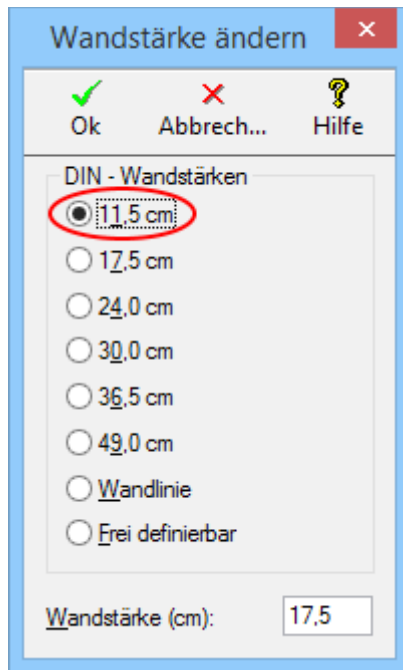 Wandstärke ändern
Ok Abbrech... Hilfe
DIN - Wandstärken
11,5 cm
17,5 cm
24,0 cm
30,0 cm
36,5 cm
49,0 cm
Wandlinie
Frei definierbar
Wandstärke (cm): 17,5